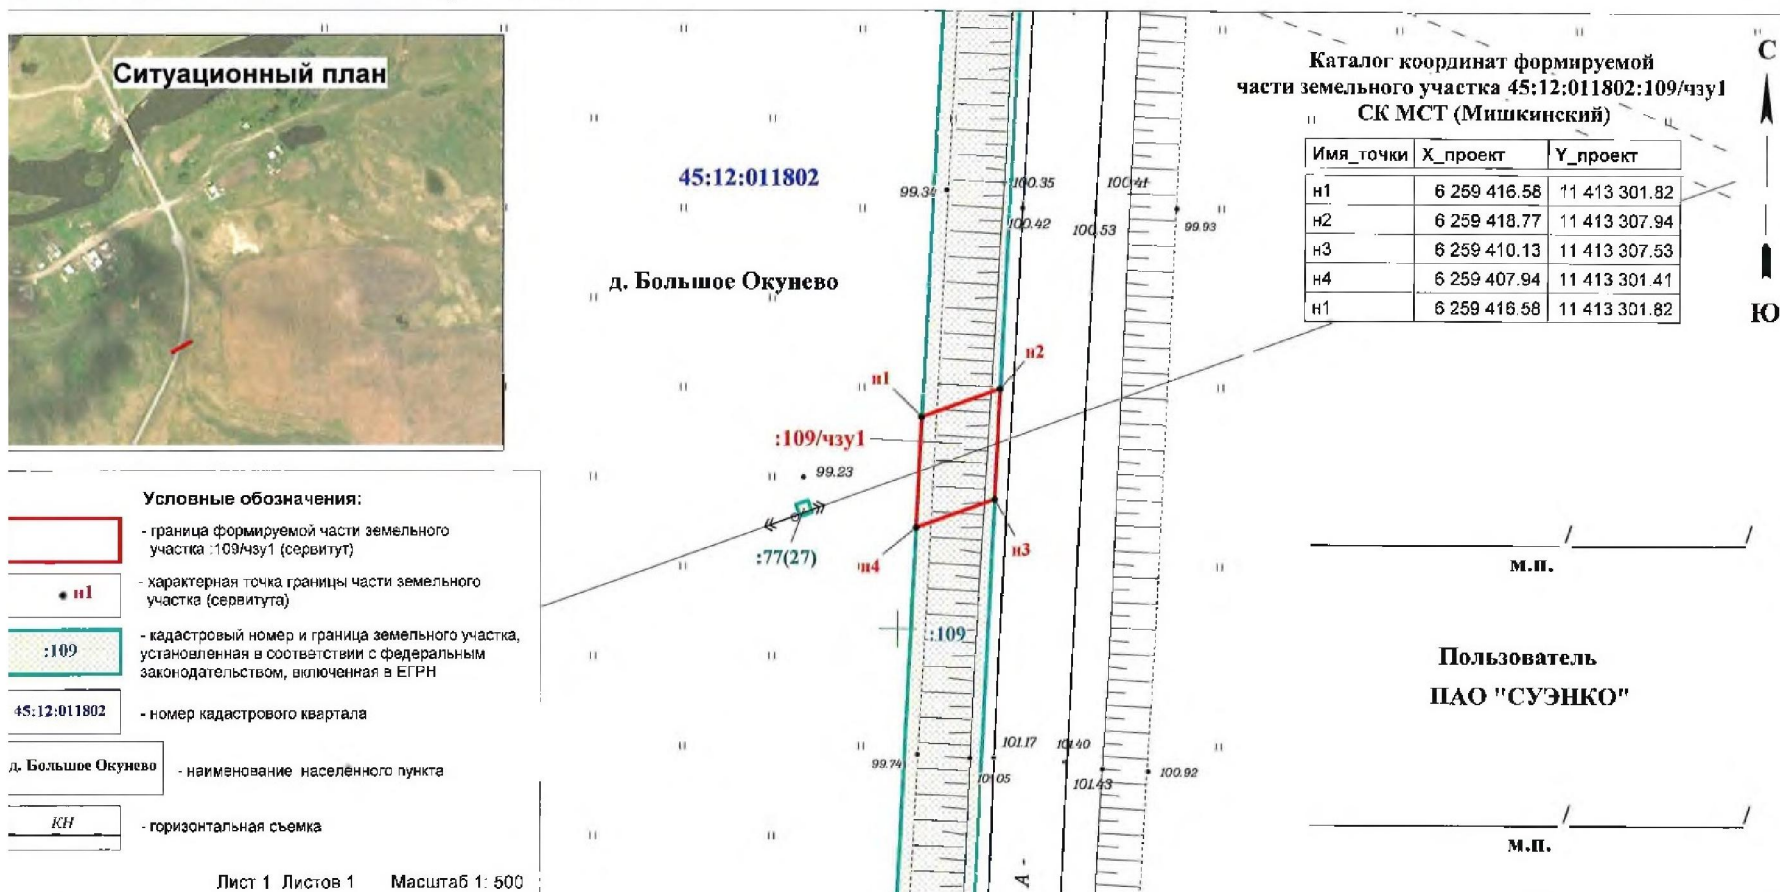 Ситуационный план
Каталог координат формируемой
части земельного участка 45:12:011802:109/чзу1
СК МСТ (Мишкинский)
С
Имя_точки X_проект Y_проект
н1 6 259 416.58 11 413 301.82
н2 6 259 418.77 11 413 307.94
н3 6 259 410.13 11 413 307.53
н4 6 259 407.94 11 413 301.41
н1 6 259 416.58 11 413 301.82
Ю
45:12:011802
д. Большое Окунево
99.34
100.35
100.42
100.41
100.53
99.93
н1
н2
:109/чзу1
99.23
:77(27)
н4
н3
:109
99.74
101.17
101.05
101.40
101.43
100.92
А -
Условные обозначения:
- граница формируемой части земельного
участка :109/чзу1 (сервитут)
н1
- характерная точка границы части земельного
участка (сервитута)
:109
- кадастровый номер и граница земельного участка,
установленная в соответствии с федеральным
законодательством, включенная в ЕГРН
45:12:011802
- номер кадастрового квартала
д. Большое Окунево
- наименование населённого пункта
КН
- горизонтальная съемка
Лист 1 Листов 1 Масштаб 1: 500
/ /
м.п.
Пользователь
ПАО "СУЭНКО"
/ /
м.п.